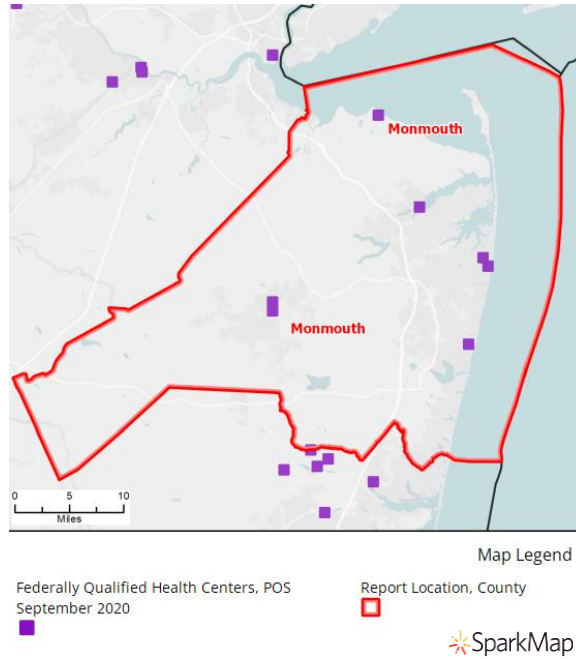 Monmouth
Monmouth
0 5 10
Miles
Map Legend
Federally Qualified Health Centers, POS
September 2020
Report Location, County
SparkMap